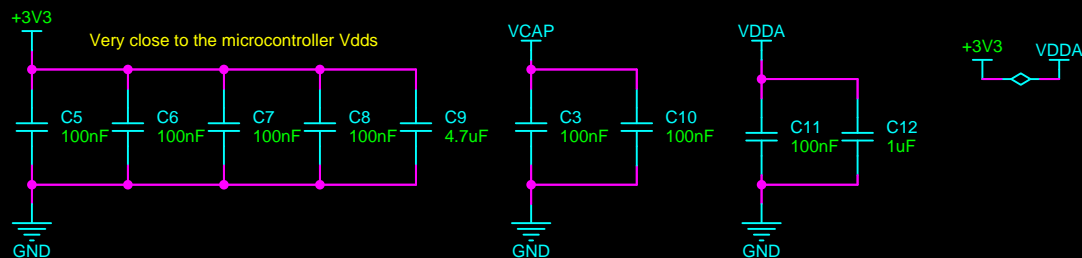 +3V3
Very close to the microcontroller Vdds
C5
100nF
C6
100nF
C7
100nF
C8
100nF
C9
4.7uF
GND
VCAP
C3
100nF
C10
100nF
GND
VDDA
C11
100nF
C12
1uF
GND
+3V3
VDDA